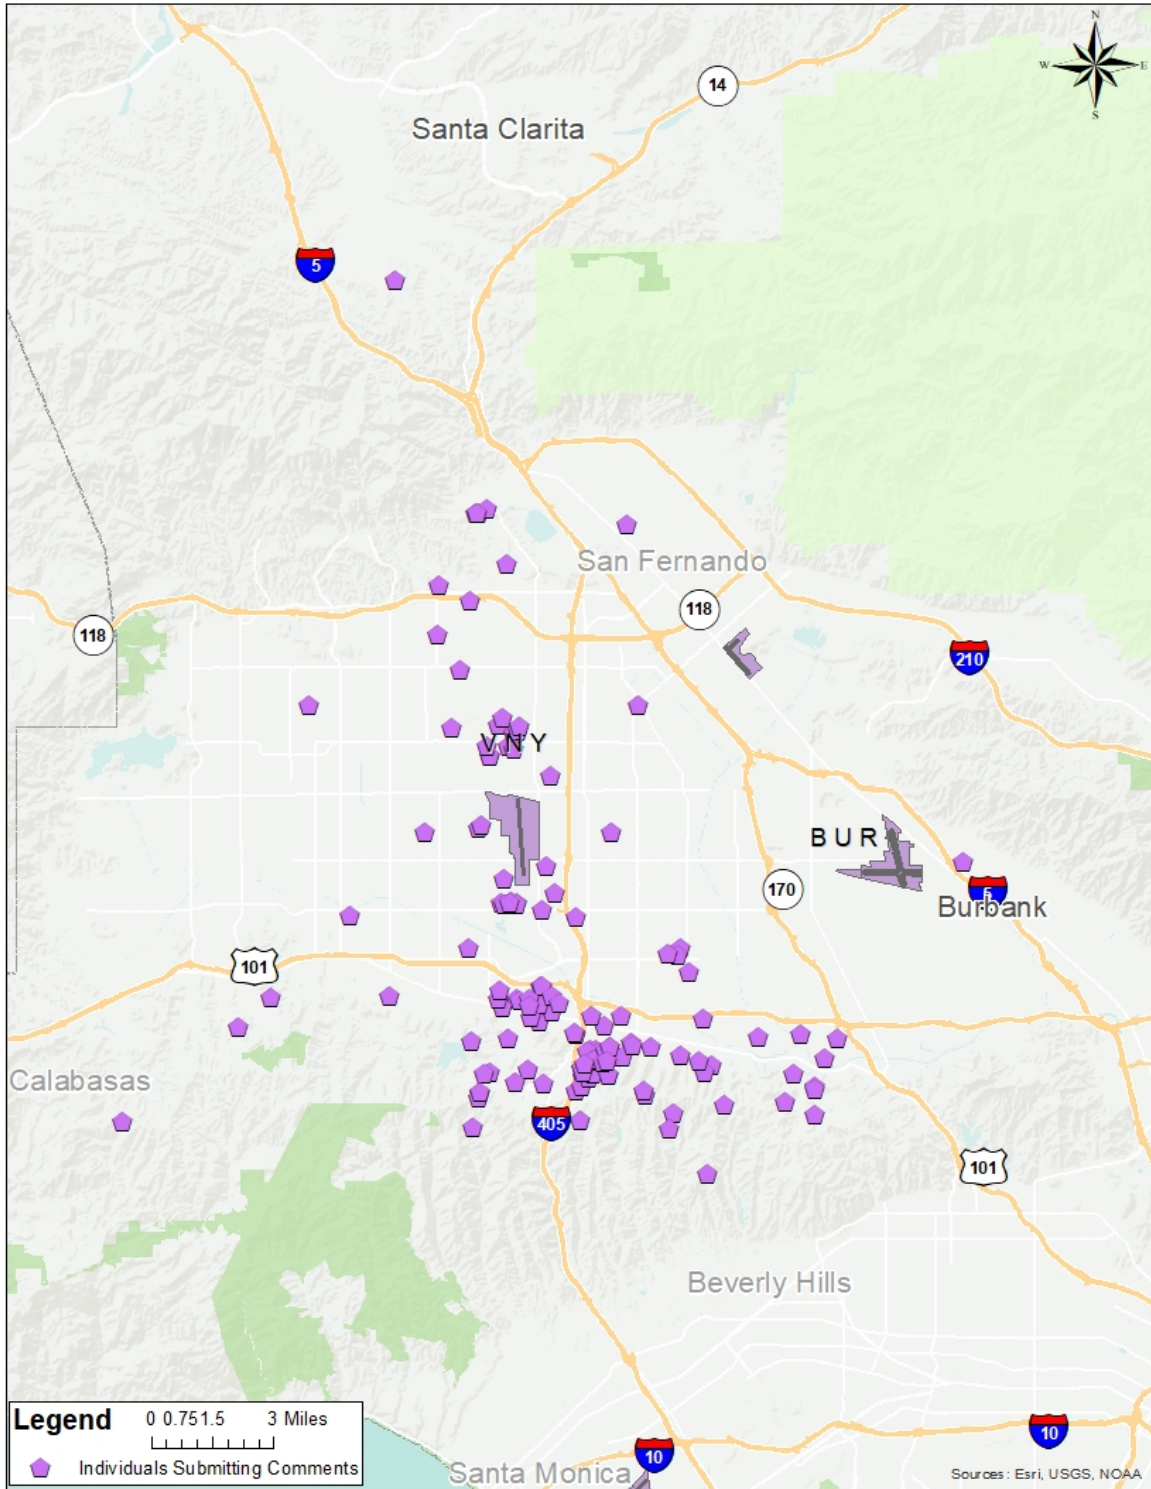 N
W E
S
14
Santa Clarita
5
San Fernando
118
118
210
VNY
BUR
170
5
Burbank
101
Calabasas
405
101
Beverly Hills
Legend
0 0.75 1.5 3 Miles
Individuals Submitting Comments
10
10
Santa Monica
Sources: Esri, USGS, NOAA